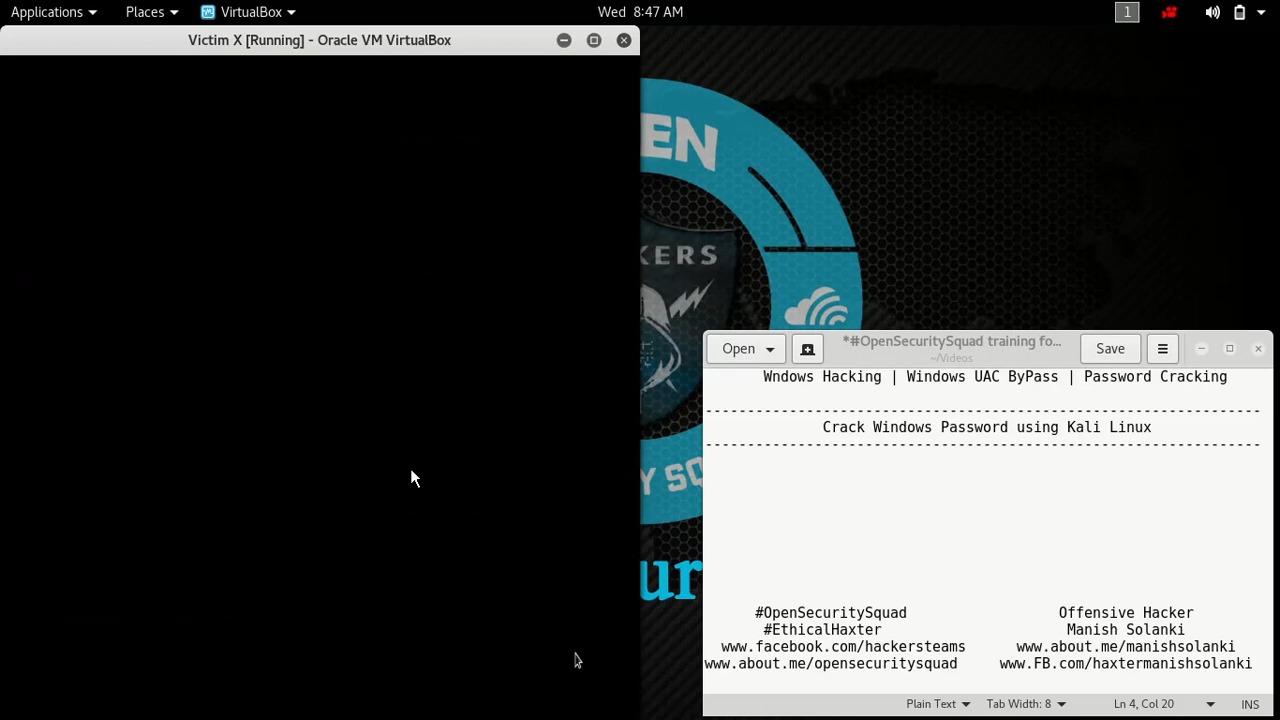 Applications Places VirtualBox Wed 8:47 AM 1
Victim X [Running] - Oracle VM VirtualBox
EN
KERS
Y SQ
ur
Open *#OpenSecuritySquad training fo... Save
~/Videos
Wndows Hacking | Windows UAC ByPass | Password Cracking
-----------------------------------------------------------------
Crack Windows Password using Kali Linux
-----------------------------------------------------------------
#OpenSecuritySquad Offensive Hacker
#EthicalHaxter Manish Solanki
www.facebook.com/hackersteams www.about.me/manishsolanki
www.about.me/opensecuritysquad www.FB.com/haxtermanishsolanki
Plain Text Tab Width: 8 Ln 4, Col 20 INS